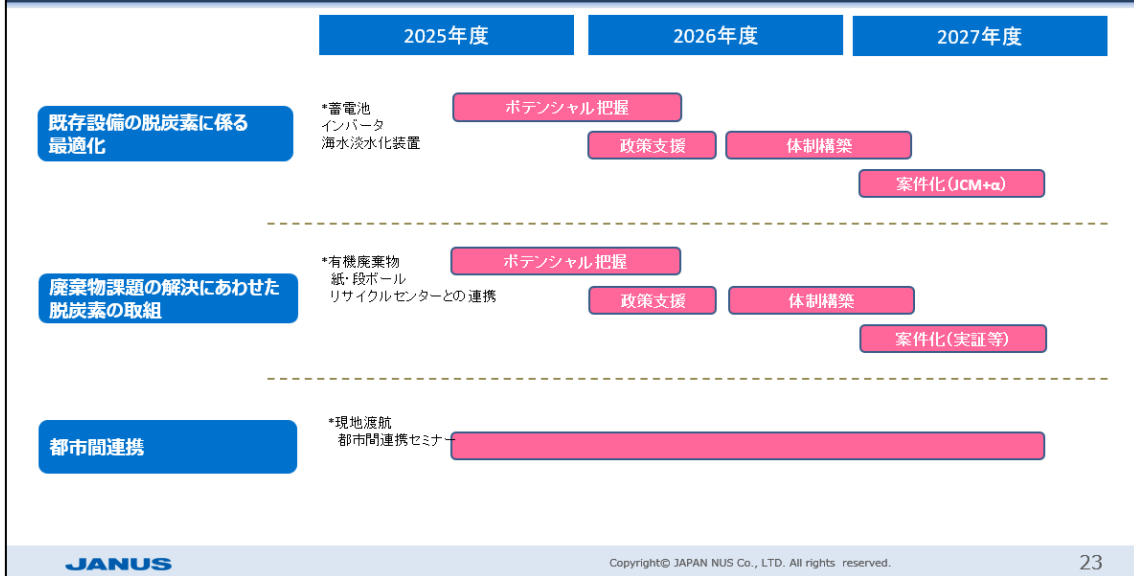 2025年度
2026年度
2027年度
既存設備の脱炭素に係る
最適化
*蓄電池
インバータ
海水淡水化装置
ポテンシャル把握
政策支援
体制構築
案件化(JCM+α)
廃棄物課題の解決にあわせた
脱炭素の取組
*有機廃棄物
紙・段ボール
リサイクルセンターとの連携
ポテンシャル把握
政策支援
体制構築
案件化(実証等)
都市間連携
*現地渡航
都市間連携セミナー
JANUS
Copyright© JAPAN NUS Co., LTD. All rights reserved.
23